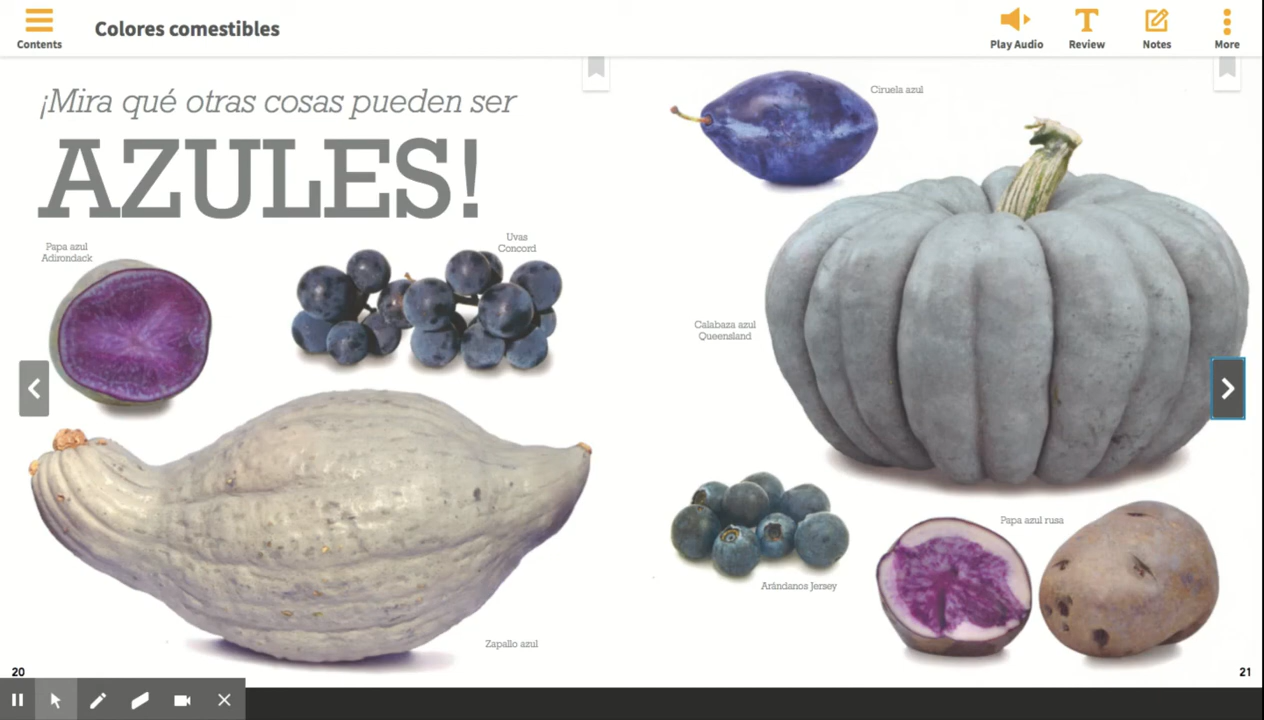 Contents
Colores comestibles
Play Audio
Review
Notes
More
¡Mira qué otras cosas pueden ser
AZULES!
Papa azul
Adirondack
Uvas
Concord
Zapallo azul
20
Ciruela azul
Calabaza azul
Queensland
Arándanos Jersey
Papa azul rusa
21